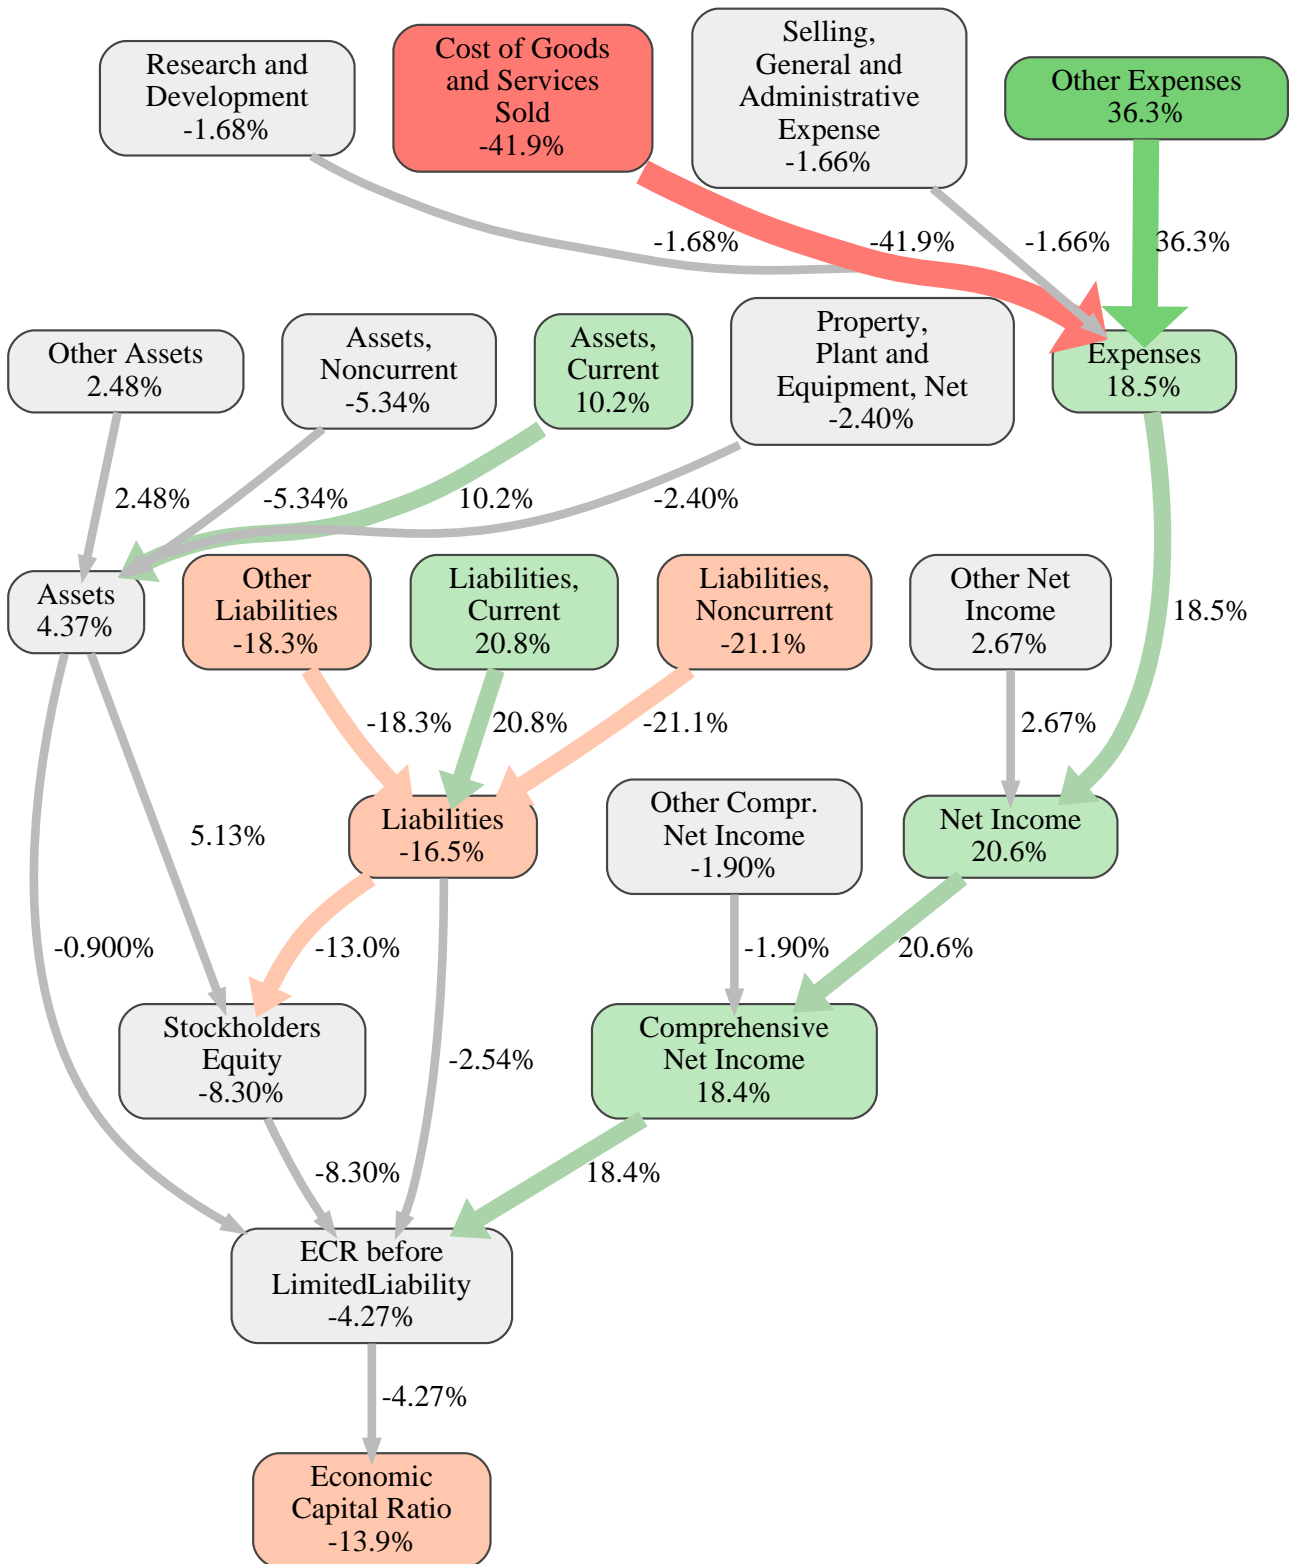 Research and
Development
-1.68%
Cost of Goods
and Services
Sold
-41.9%
Selling,
General and
Administrative
Expense
-1.66%
Other Expenses
36.3%
-1.68%
-41.9%
-1.66%
36.3%
Other Assets
2.48%
Assets,
Noncurrent
-5.34%
Assets,
Current
10.2%
Property,
Plant and
Equipment, Net
-2.40%
Expenses
18.5%
2.48%
-5.34%
10.2%
-2.40%
18.5%
Assets
4.37%
Other
Liabilities
-18.3%
Liabilities,
Current
20.8%
Liabilities,
Noncurrent
-21.1%
Other Net
Income
2.67%
-18.3%
20.8%
-21.1%
2.67%
5.13%
Liabilities
-16.5%
Other Compr.
Net Income
-1.90%
Net Income
20.6%
-0.900%
-13.0%
-1.90%
20.6%
Stockholders
Equity
-8.30%
-2.54%
Comprehensive
Net Income
18.4%
-8.30%
18.4%
ECR before
LimitedLiability
-4.27%
-4.27%
Economic
Capital Ratio
-13.9%